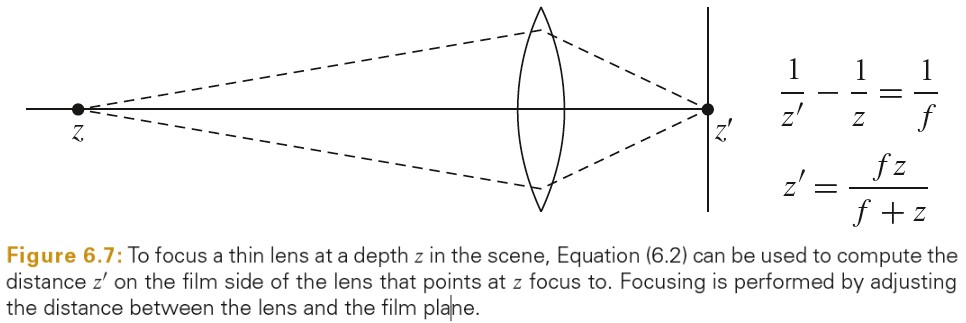 z
z′
1/z′ − 1/z = 1/f
z′ = fz/(f + z)
Figure 6.7: To focus a thin lens at a depth z in the scene, Equation (6.2) can be used to compute the
distance z′ on the film side of the lens that points at z focus to. Focusing is performed by adjusting
the distance between the lens and the film plane.